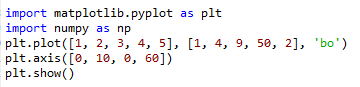 import matplotlib.pyplot as plt
import numpy as np
plt.plot([1, 2, 3, 4, 5], [1, 4, 9, 50, 2], 'bo')
plt.axis([0, 10, 0, 60])
plt.show()